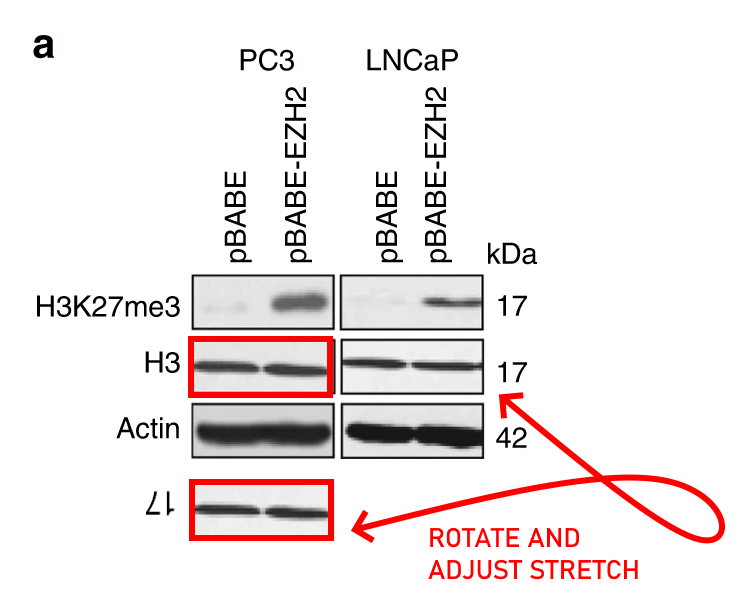 a
PC3 LNCaP
pBABE pBABE-EZH2 pBABE pBABE-EZH2
kDa
H3K27me3 17
H3 17
Actin 42
17
ROTATE AND
ADJUST STRETCH